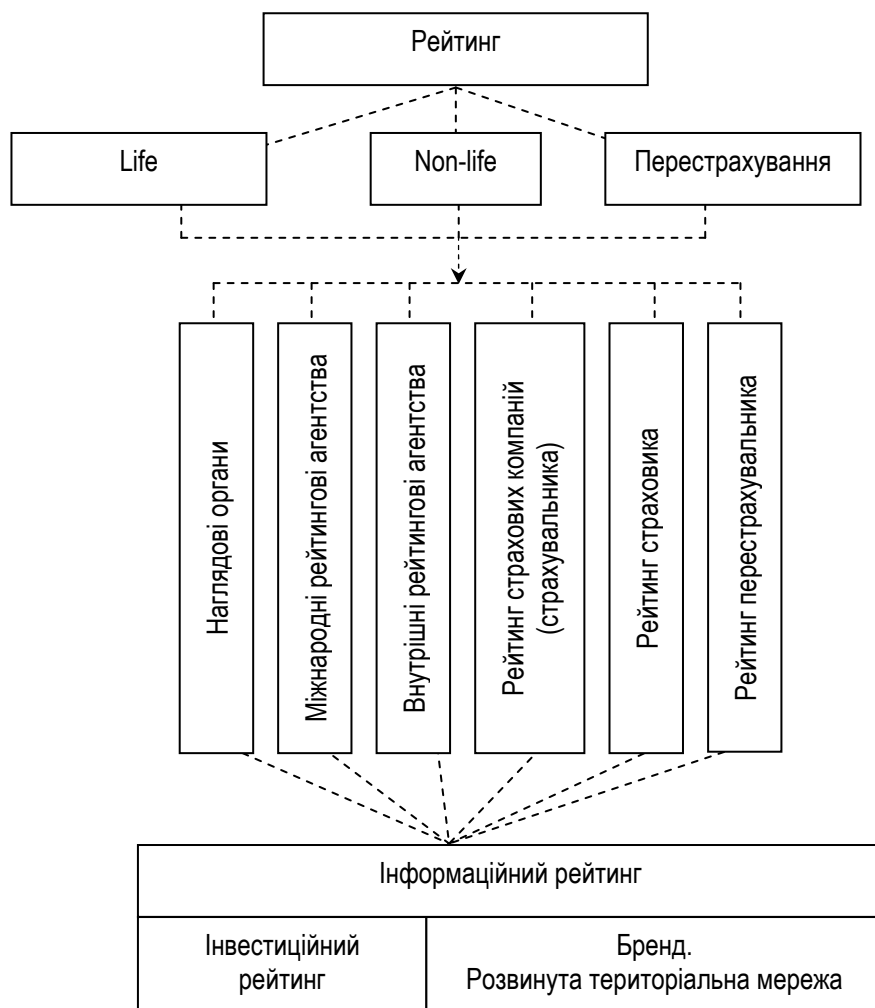 Рейтинг
Life
Non-life
Перестрахування
Наглядові органи
Міжнародні рейтингові агентства
Внутрішні рейтингові агентства
Рейтинг страхових компаній
(страхувальника)
Рейтинг страховика
Рейтинг перестрахувальника
Інформаційний рейтинг
Інвестиційний
рейтинг
Бренд.
Розвинута територіальна мережа